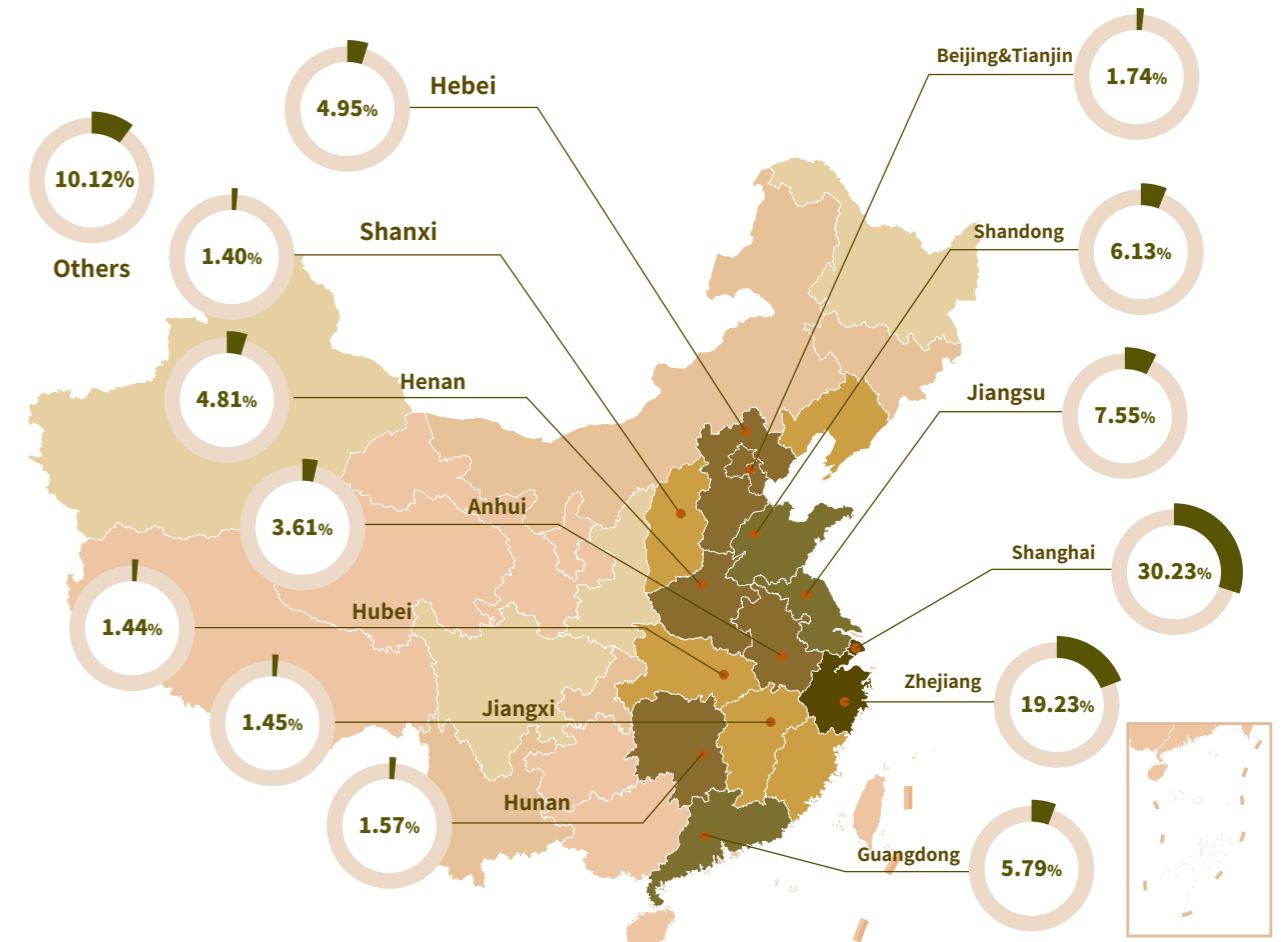 Beijing&Tianjin
1.74%
Hebei
4.95%
10.12%
Others
Shanxi
1.40%
Shandong
6.13%
Henan
4.81%
Jiangsu
7.55%
Anhui
3.61%
Shanghai
30.23%
Hubei
1.44%
Zhejiang
19.23%
Jiangxi
1.45%
Hunan
1.57%
Guangdong
5.79%